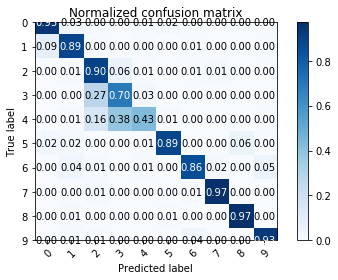 Normalized confusion matrix
0 0.03 0.00 0.00 0.01 0.02 0.00 0.00 0.00 0.00
1 0.09 0.89 0.00 0.00 0.00 0.00 0.01 0.00 0.00 0.00
2 0.00 0.01 0.90 0.06 0.01 0.00 0.01 0.01 0.00 0.00
3 0.00 0.00 0.27 0.70 0.03 0.00 0.00 0.00 0.00 0.00
4 0.00 0.01 0.16 0.38 0.43 0.01 0.00 0.00 0.00 0.00
5 0.02 0.02 0.00 0.00 0.01 0.89 0.00 0.00 0.06 0.00
6 0.00 0.04 0.01 0.00 0.01 0.00 0.86 0.02 0.00 0.05
7 0.00 0.00 0.01 0.00 0.00 0.00 0.01 0.97 0.00 0.00
8 0.00 0.01 0.00 0.00 0.00 0.01 0.00 0.00 0.97 0.00
9 0.01 0.01 0.01 0.00 0.00 0.00 0.04 0.00 0.00 0.93
0 1 2 3 4 5 6 7 8 9
True label
Predicted label
0.8
0.6
0.4
0.2
0.0